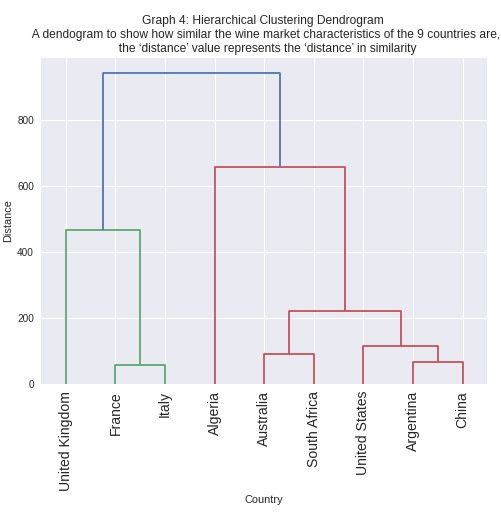 Graph 4: Hierarchical Clustering Dendrogram
A dendogram to show how similar the wine market characteristics of the 9 countries are,
the ‘distance’ value represents the ‘distance’ in similarity
800
600
400
200
0
Distance
United Kingdom
France
Italy
Algeria
Australia
South Africa
United States
Argentina
China
Country